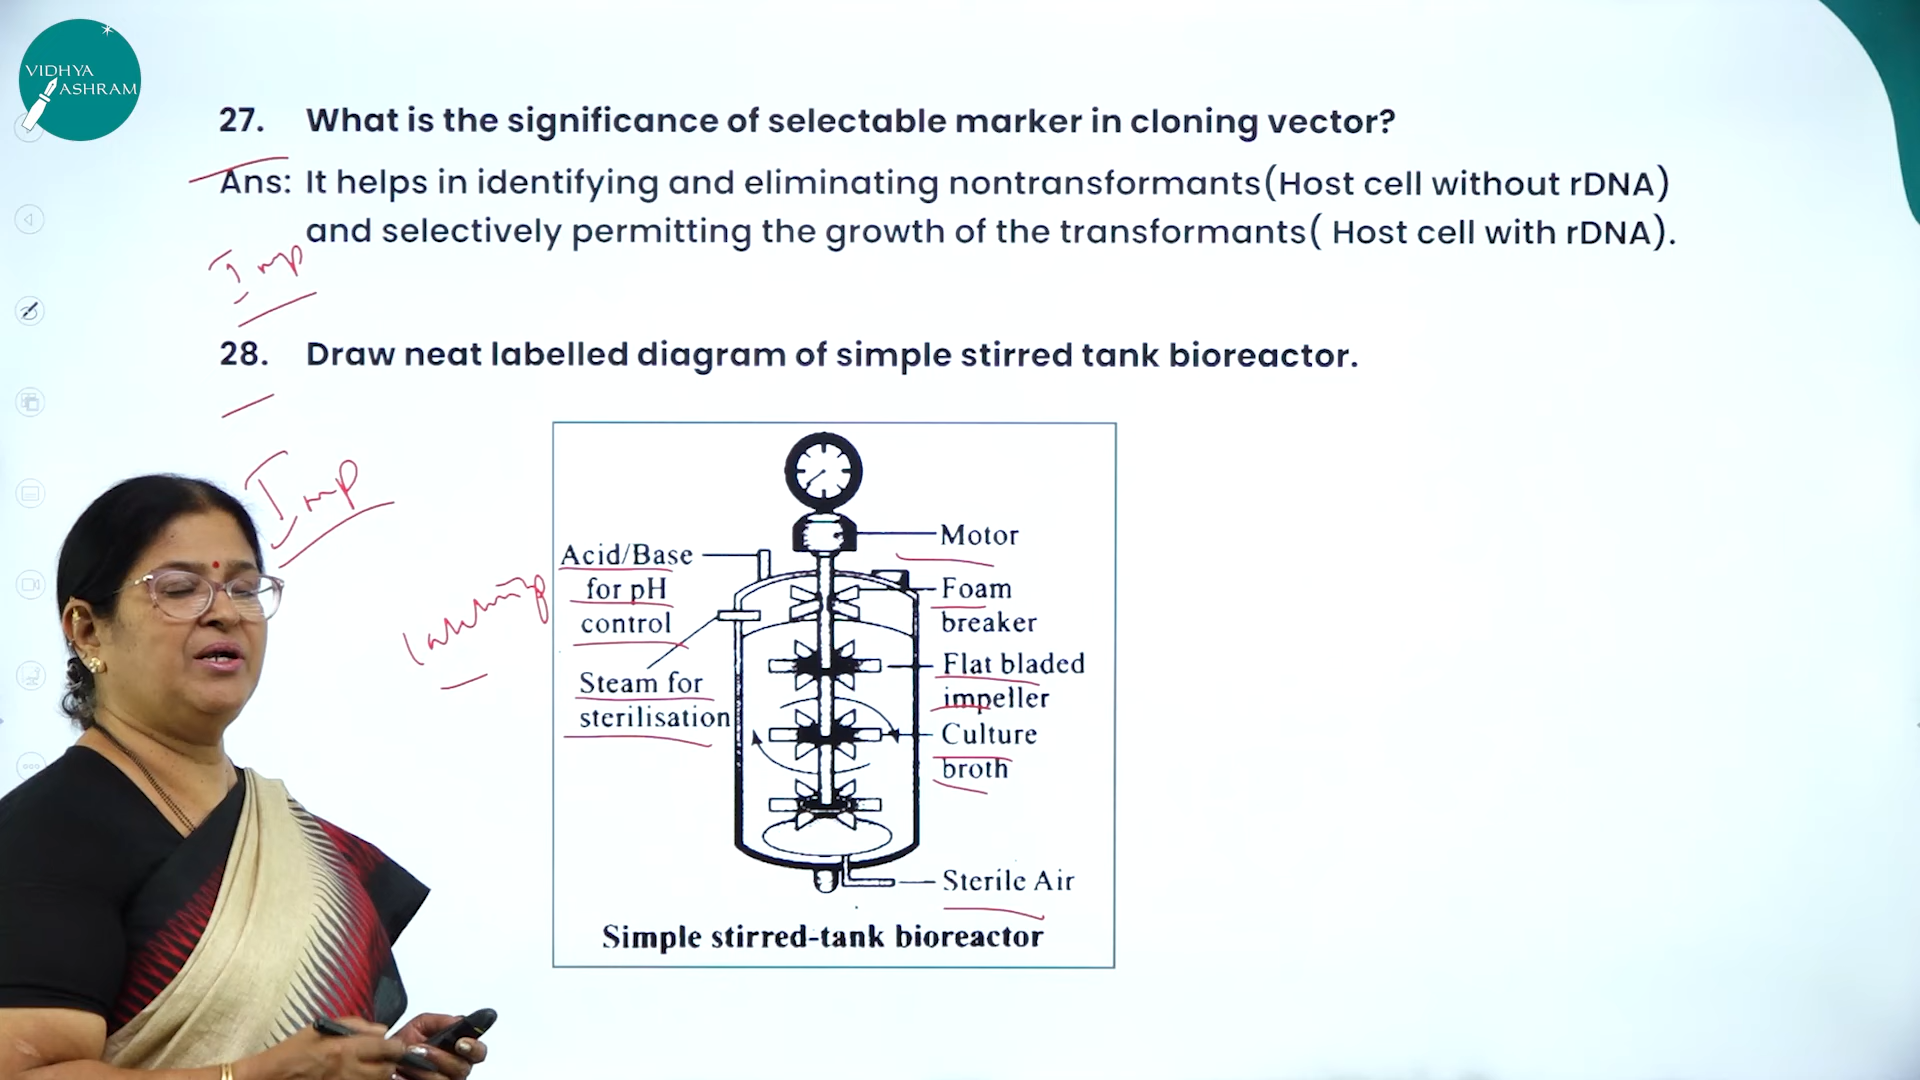 VIDHYA
ASHRAM
27. What is the significance of selectable marker in cloning vector?
Ans: It helps in identifying and eliminating nontransformants(Host cell without rDNA)
and selectively permitting the growth of the transformants( Host cell with rDNA).
Imp
28. Draw neat labelled diagram of simple stirred tank bioreactor.
Imp
Motor
Acid/Base
for pH
control
Foam
breaker
Flat bladed
impeller
Steam for
sterilisation
Culture
broth
Sterile Air
Simple stirred-tank bioreactor